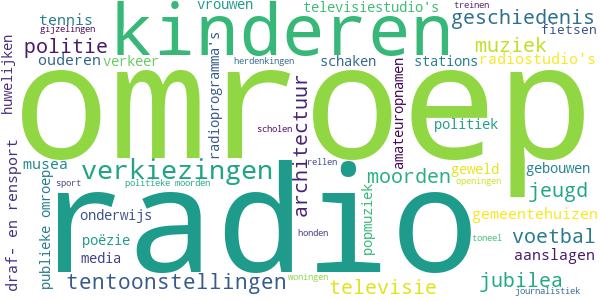 vrouwen
televisiestudio's
treinen
tennis
gijzelingen
kinderen
geschiedenis
fietsen
politie
muziek
huwelijken
ouderen
verkeer
radioprogramma's
herdenkingen
schaken
stations
radiostudio's
amateuropnamen
omroep
architectuur
scholen
politiek
draf- en rensport
musea
verkiezingen
rellen
moorden
geweld
gebouwen
publieke omroep
sport
politieke moorden
radio
popmuziek
openingen
jeugd
onderwijs
gemeentehuizen
poëzie
honden
toneel
voetbal
media
aanslagen
tentoonstellingen
woningen
televisie
jubilea
journalistiek